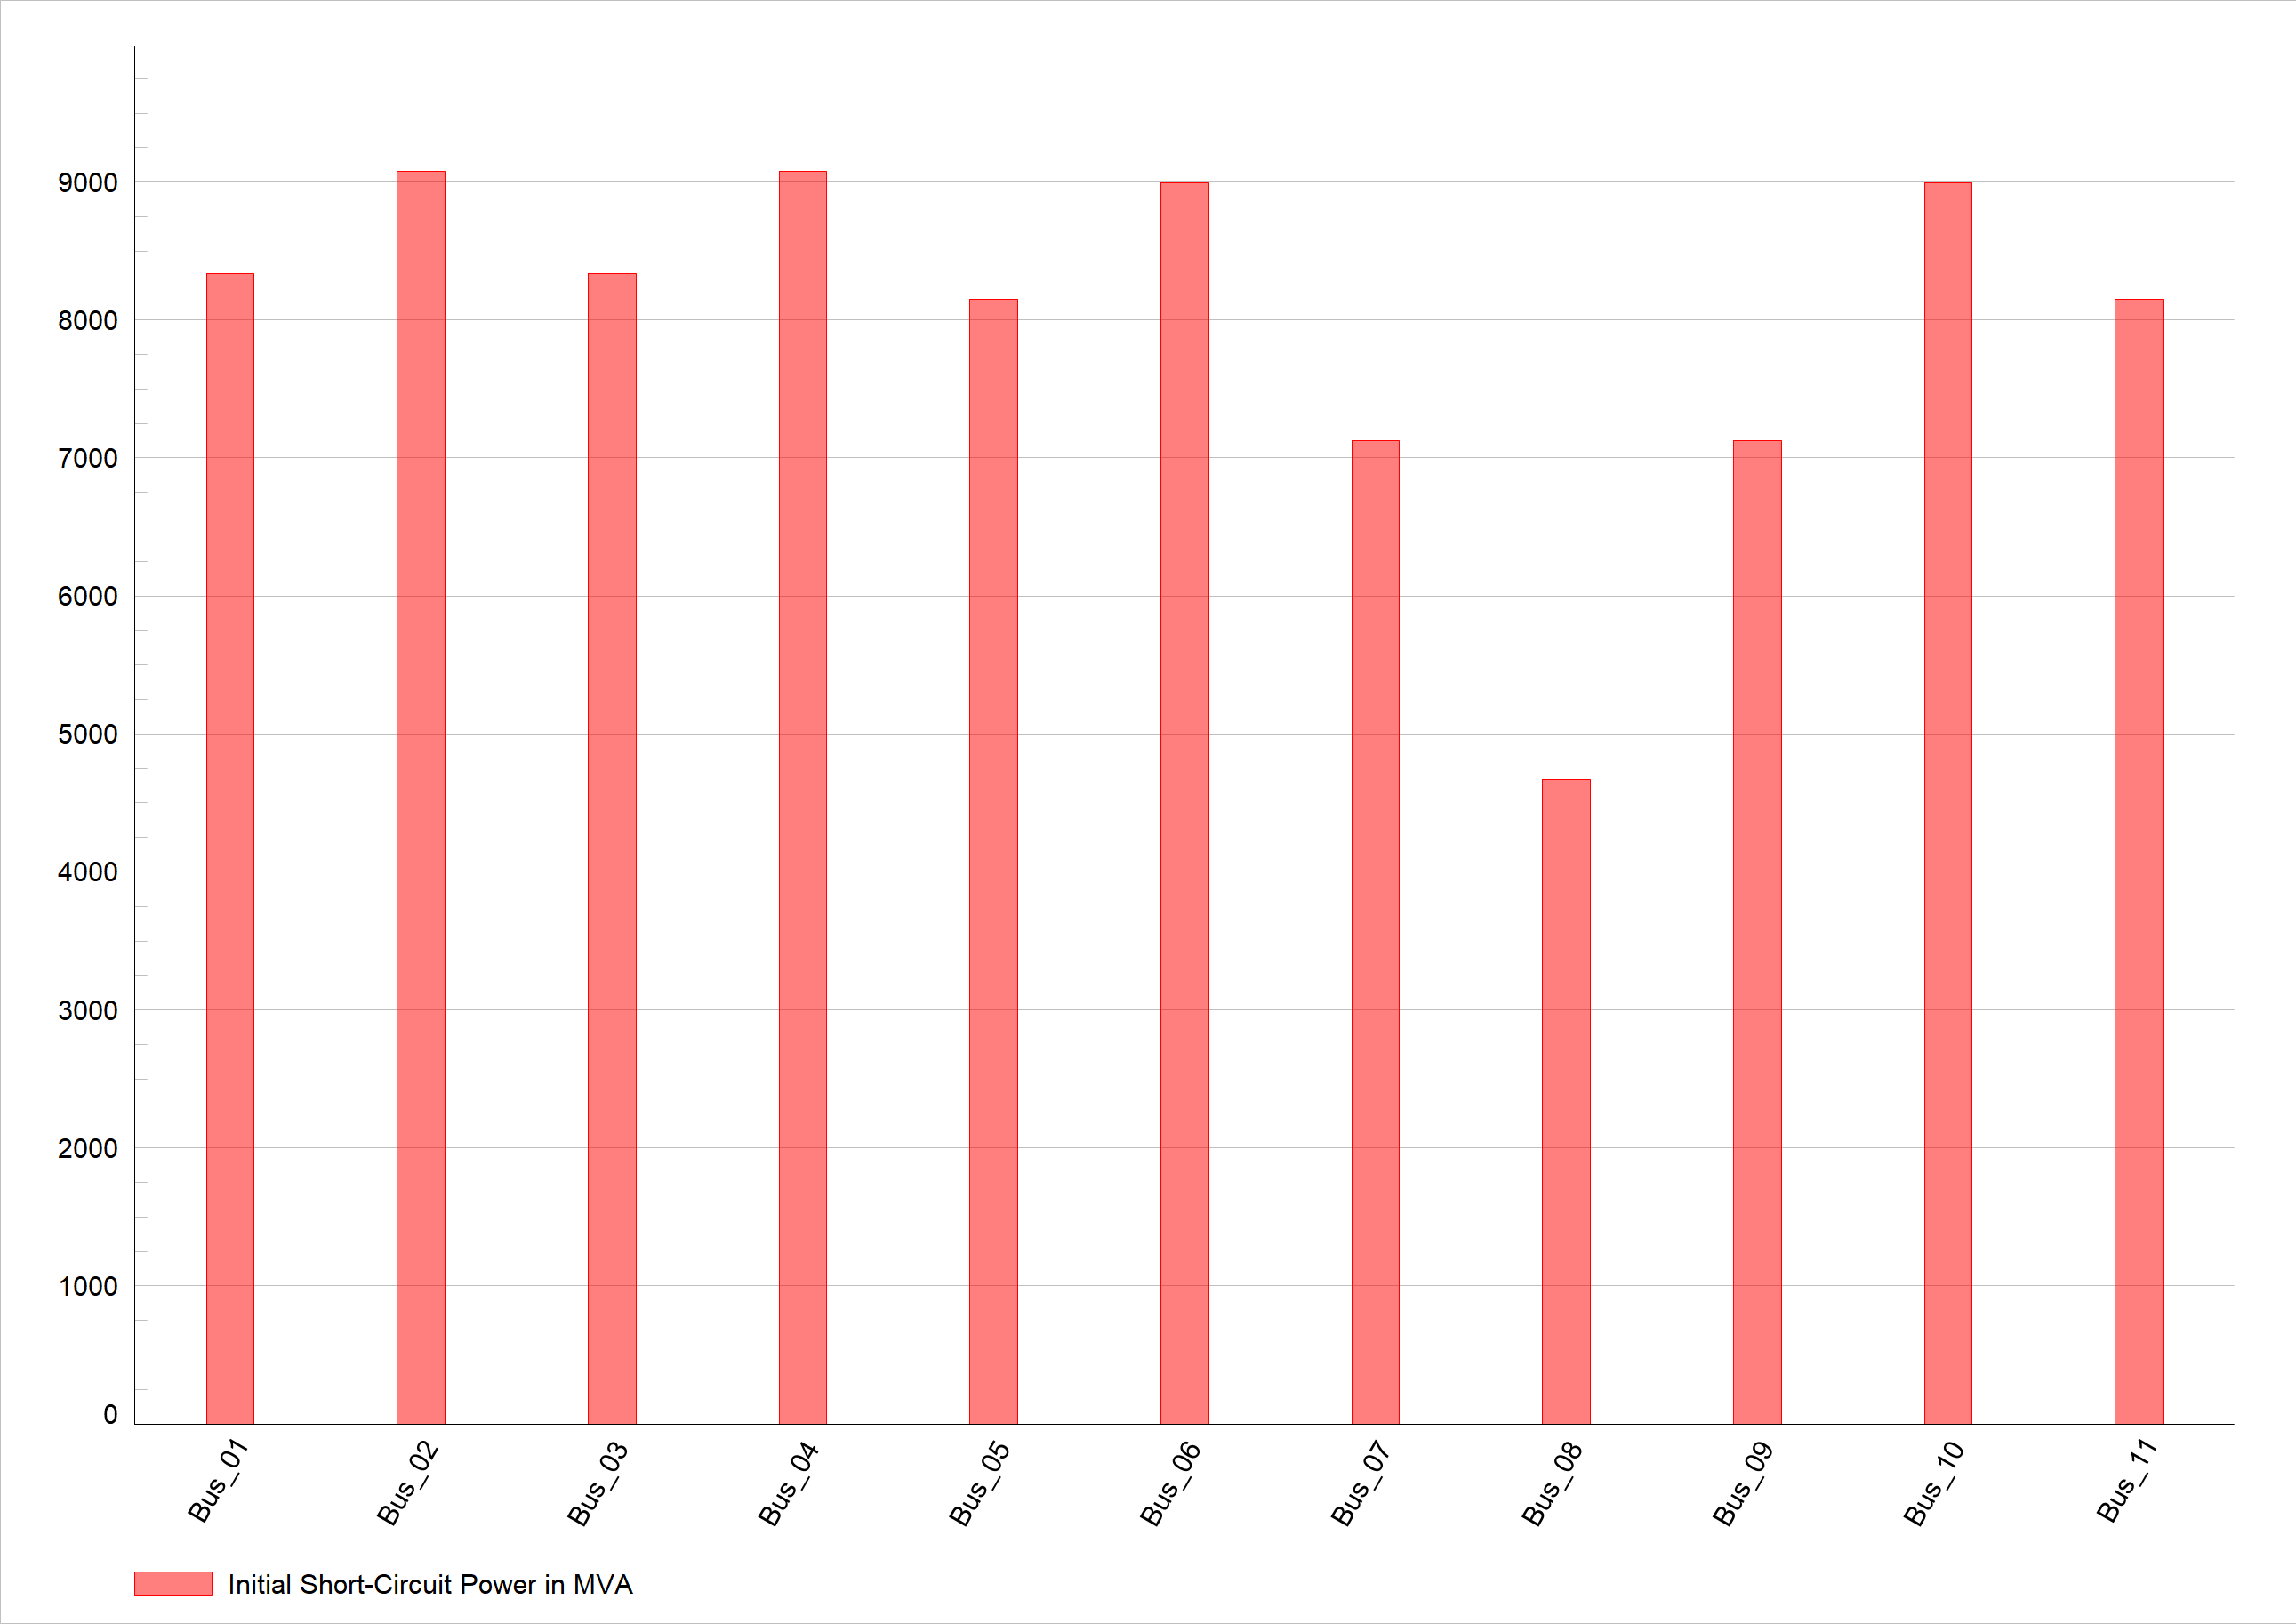 9000
8000
7000
6000
5000
4000
3000
2000
1000
0
Bus_01
Bus_02
Bus_03
Bus_04
Bus_05
Bus_06
Bus_07
Bus_08
Bus_09
Bus_10
Bus_11
Initial Short-Circuit Power in MVA